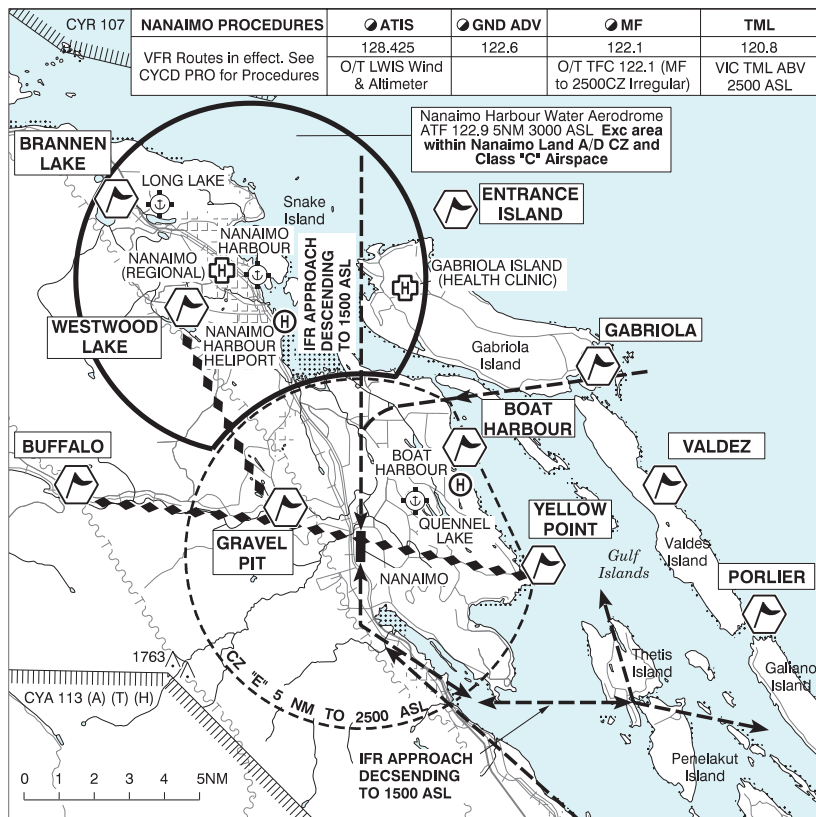 CYR 107
NANAIMO PROCEDURES
ATIS
GND ADV
MF
TML
VFR Routes in effect. See
CYCD PRO for Procedures
128.425
122.6
122.1
120.8
O/T LWIS Wind
& Altimeter
O/T TFC 122.1 (MF
to 2500CZ Irregular)
VIC TML ABV
2500 ASL
Nanaimo Harbour Water Aerodrome
ATF 122.9 5NM 3000 ASL Exc area
within Nanaimo Land A/D CZ and
Class "C" Airspace
BRANNEN
LAKE
LONG LAKE
Snake
Island
ENTRANCE
ISLAND
NANAIMO
HARBOUR
NANAIMO
(REGIONAL)
H
IFR APPROACH
DESCENDING
TO 1500 ASL
H
GABRIOLA ISLAND
(HEALTH CLINIC)
WESTWOOD
LAKE
NANAIMO
HARBOUR
HELIPORT
H
GABRIOLA
Gabriola
Island
BOAT
HARBOUR
BUFFALO
BOAT
HARBOUR
H
VALDEZ
QUENNEL
LAKE
YELLOW
POINT
GRAVEL
PIT
NANAIMO
Gulf
Islands
Valdes
Island
PORLIER
CZ "E" 5 NM TO 2500 ASL
1763
Thetis
Island
Galiano
Island
CYA 113 (A) (T) (H)
Penelakut
Island
IFR APPROACH
DECSENDING
TO 1500 ASL
0 1 2 3 4 5NM